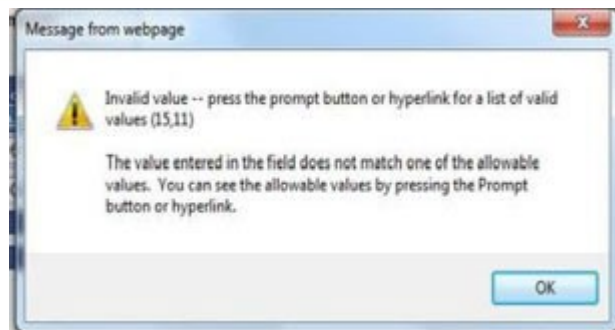 Message from webpage
Invalid value -- press the prompt button or hyperlink for a list of valid
values (15,11)
The value entered in the field does not match one of the allowable
values. You can see the allowable values by pressing the Prompt
button or hyperlink.
OK